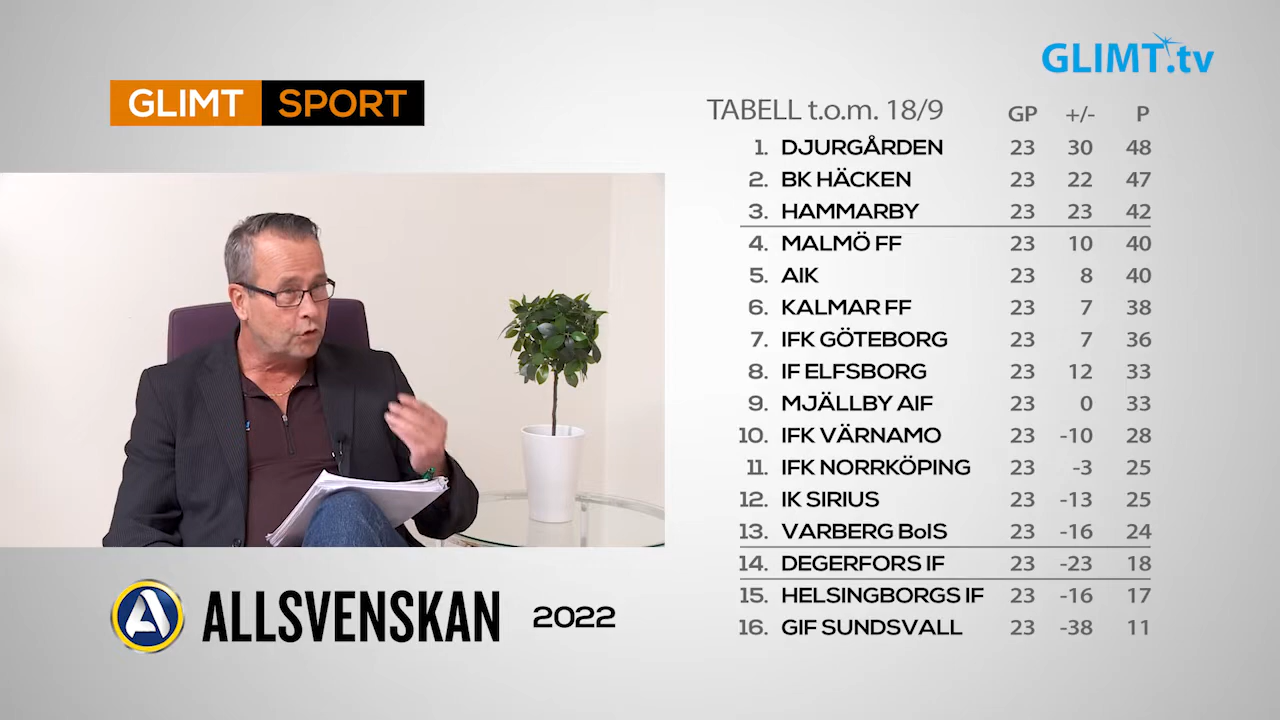 GLIMT.tv
GLIMT SPORT
TABELL t.o.m. 18/9 GP +/- P
1. DJURGÅRDEN 23 30 48
2. BK HÄCKEN 23 22 47
3. HAMMARBY 23 23 42
4. MALMÖ FF 23 10 40
5. AIK 23 8 40
6. KALMAR FF 23 7 38
7. IFK GÖTEBORG 23 7 36
8. IF ELFSBORG 23 12 33
9. MJÄLLBY AIF 23 0 33
10. IFK VÄRNAMO 23 -10 28
11. IFK NORRKÖPING 23 -3 25
12. IK SIRIUS 23 -13 25
13. VARBERG BoIS 23 -16 24
14. DEGERFORS IF 23 -23 18
15. HELSINGBORGS IF 23 -16 17
16. GIF SUNDSVALL 23 -38 11
A ALLSVENSKAN 2022